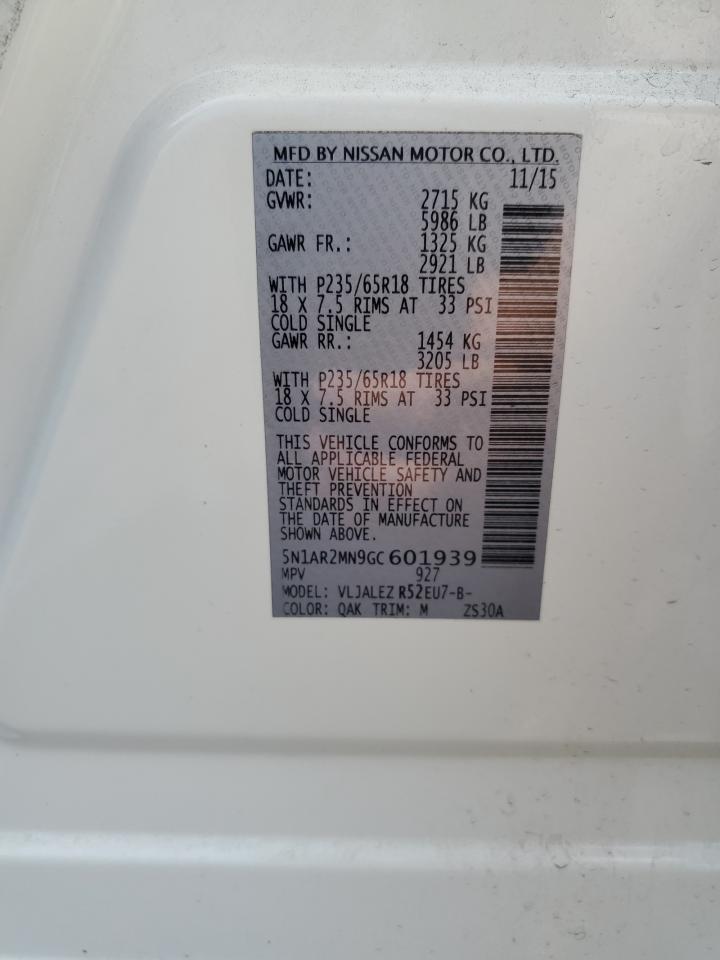 MFD BY NISSAN MOTOR CO., LTD.
DATE: 11/15
GVWR: 2715 KG
5986 LB
GAWR FR.: 1325 KG
2921 LB
WITH P235/65R18 TIRES
18 X 7.5 RIMS AT 33 PSI
COLD SINGLE
GAWR RR.: 1454 KG
3205 LB
WITH P235/65R18 TIRES
18 X 7.5 RIMS AT 33 PSI
COLD SINGLE
THIS VEHICLE CONFORMS TO
ALL APPLICABLE FEDERAL
MOTOR VEHICLE SAFETY AND
THEFT PREVENTION
STANDARDS IN EFFECT ON
THE DATE OF MANUFACTURE
SHOWN ABOVE.
5N1AR2MN9GC601939
MPV 927
MODEL: VLJALEZ R52EU7-B-
COLOR: QAK TRIM: M ZS30A